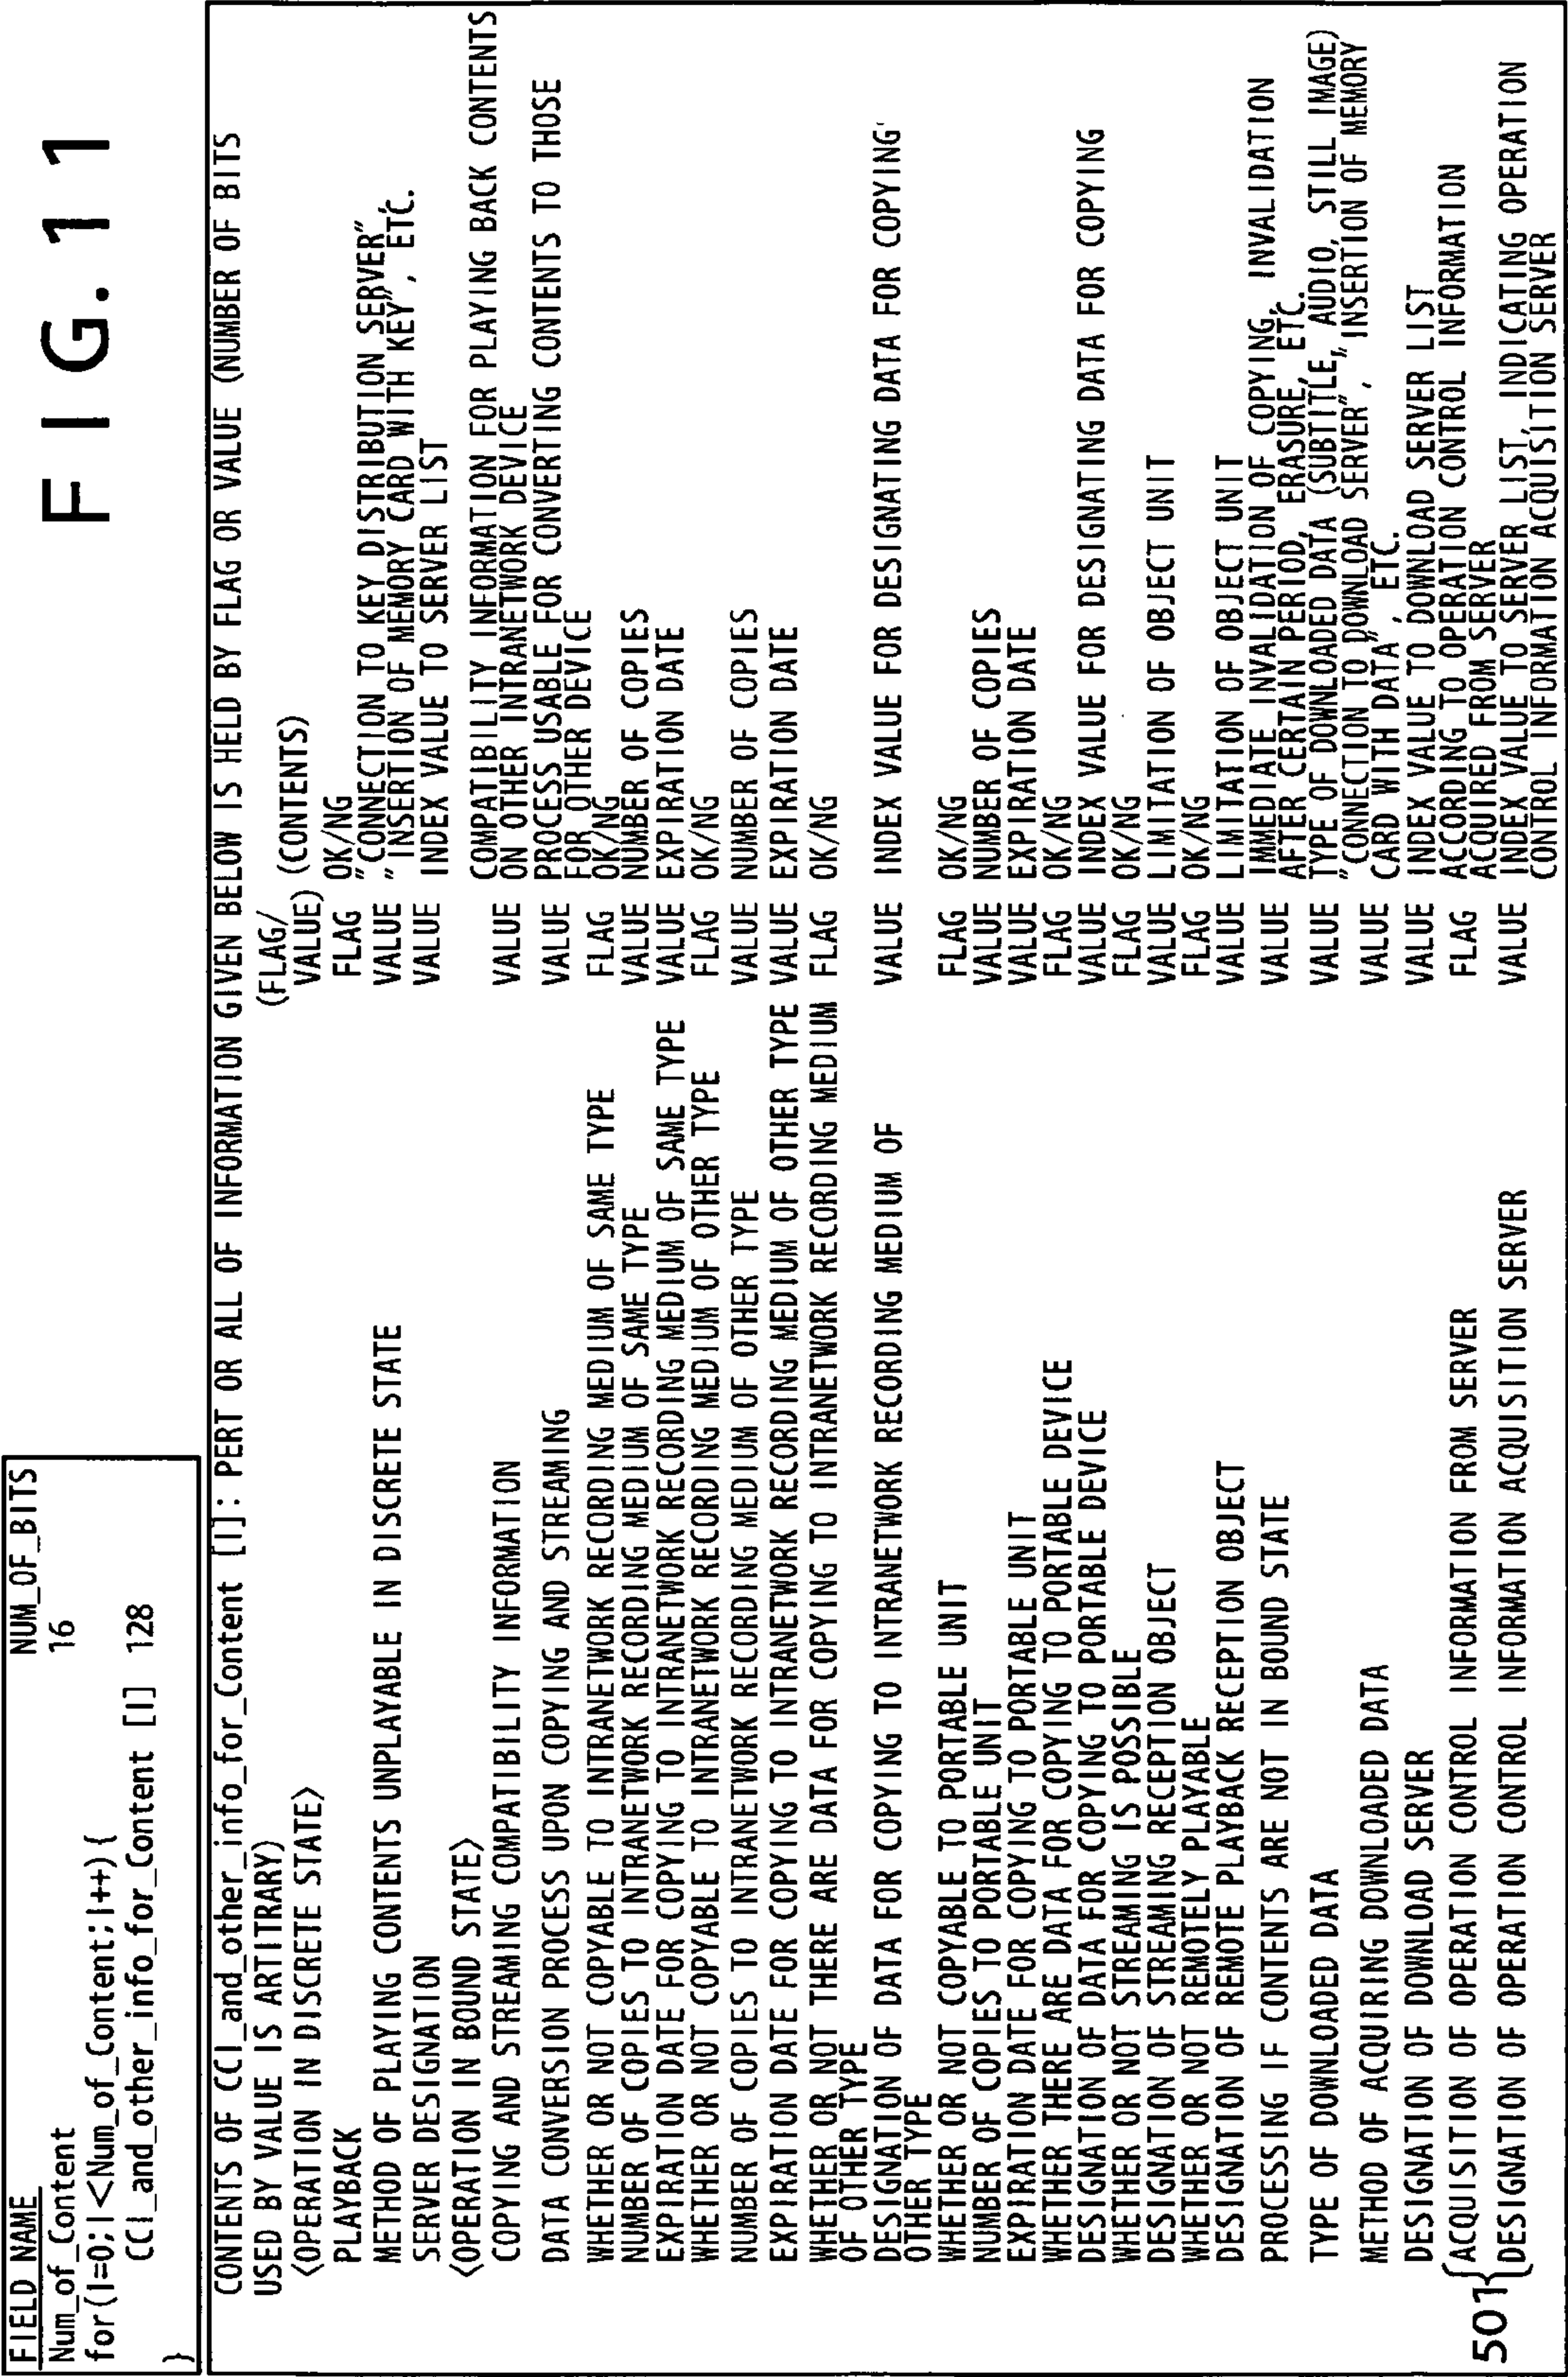 FIG.11
FIELD NAME NUM_OF_BITS
Num_of_Content 16
for(I=0;I<Num_of_Content;I++){
CCI_and_other_info_for_Content [I] 128
}
CONTENTS OF CCI_and_other_info_for_Content [I]: PERT OR ALL OF INFORMATION GIVEN BELOW IS HELD BY FLAG OR VALUE (NUMBER OF BITS
USED BY VALUE IS ARTITRARY)
(FLAG/
VALUE) (CONTENTS)
<OPERATION IN DISCRETE STATE>
PLAYBACK FLAG OK/NG
METHOD OF PLAYING CONTENTS UNPLAYABLE IN DISCRETE STATE VALUE "CONNECTION TO KEY DISTRIBUTION SERVER",
"INSERTION OF MEMORY CARD WITH KEY", ETC.
SERVER DESIGNATION VALUE INDEX VALUE TO SERVER LIST
<OPERATION IN BOUND STATE>
COPYING AND STREAMING COMPATIBILITY INFORMATION VALUE COMPATIBILITY INFORMATION FOR PLAYING BACK CONTENTS
ON OTHER INTRANETWORK DEVICE
DATA CONVERSION PROCESS UPON COPYING AND STREAMING VALUE PROCESS USABLE FOR CONVERTING CONTENTS TO THOSE
FOR OTHER DEVICE
WHETHER OR NOT COPYABLE TO INTRANETWORK RECORDING MEDIUM OF SAME TYPE FLAG OK/NG
NUMBER OF COPIES TO INTRANETWORK RECORDING MEDIUM OF SAME TYPE VALUE NUMBER OF COPIES
EXPIRATION DATE FOR COPYING TO INTRANETWORK RECORDING MEDIUM OF SAME TYPE VALUE EXPIRATION DATE
WHETHER OR NOT COPYABLE TO INTRANETWORK RECORDING MEDIUM OF OTHER TYPE FLAG OK/NG
NUMBER OF COPIES TO INTRANETWORK RECORDING MEDIUM OF OTHER TYPE VALUE NUMBER OF COPIES
EXPIRATION DATE FOR COPYING TO INTRANETWORK RECORDING MEDIUM OF OTHER TYPE VALUE EXPIRATION DATE
WHETHER OR NOT THERE ARE DATA FOR COPYING TO INTRANETWORK RECORDING MEDIUM FLAG OK/NG
OF OTHER TYPE
DESIGNATION OF DATA FOR COPYING TO INTRANETWORK RECORDING MEDIUM OF VALUE INDEX VALUE FOR DESIGNATING DATA FOR COPYING
OTHER TYPE
WHETHER OR NOT COPYABLE TO PORTABLE UNIT FLAG OK/NG
NUMBER OF COPIES TO PORTABLE UNIT VALUE NUMBER OF COPIES
EXPIRATION DATE FOR COPYING TO PORTABLE UNIT VALUE EXPIRATION DATE
WHETHER THERE ARE DATA FOR COPYING TO PORTABLE DEVICE FLAG OK/NG
DESIGNATION OF DATA FOR COPYING TO PORTABLE DEVICE VALUE INDEX VALUE FOR DESIGNATING DATA FOR COPYING
WHETHER OR NOT STREAMING IS POSSIBLE FLAG OK/NG
DESIGNATION OF STREAMING RECEPTION OBJECT VALUE LIMITATION OF OBJECT UNIT
WHETHER OR NOT REMOTELY PLAYABLE FLAG OK/NG
DESIGNATION OF REMOTE PLAYBACK RECEPTION OBJECT VALUE LIMITATION OF OBJECT UNIT
PROCESSING IF CONTENTS ARE NOT IN BOUND STATE VALUE IMMEDIATE INVALIDATION OF COPYING, INVALIDATION
AFTER CERTAIN PERIOD, ERASURE, ETC.
TYPE OF DOWNLOADED DATA VALUE TYPE OF DOWNLOADED DATA (SUBTITLE, AUDIO, STILL IMAGE)
METHOD OF ACQUIRING DOWNLOADED DATA VALUE "CONNECTION TO DOWNLOAD SERVER", "INSERTION OF MEMORY
CARD WITH DATA", ETC.
DESIGNATION OF DOWNLOAD SERVER VALUE INDEX VALUE TO DOWNLOAD SERVER LIST
501{ ACQUISITION OF OPERATION CONTROL INFORMATION FROM SERVER FLAG ACCORDING TO OPERATION CONTROL INFORMATION
ACQUIRED FROM SERVER
DESIGNATION OF OPERATION CONTROL INFORMATION ACQUISITION SERVER VALUE INDEX VALUE TO SERVER LIST, INDICATING OPERATION
CONTROL INFORMATION ACQUISITION SERVER